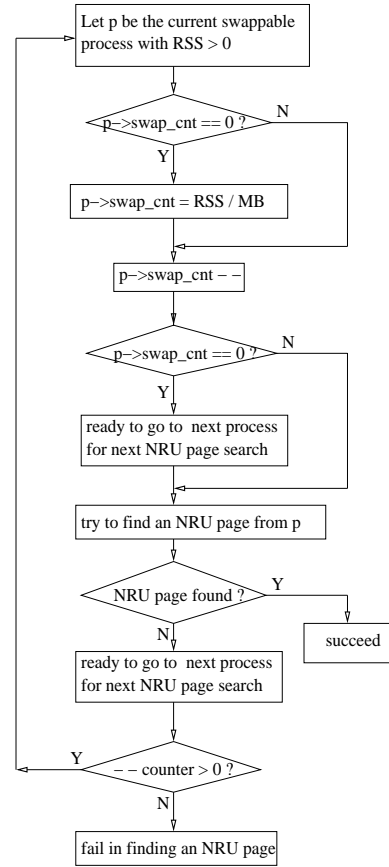 Let p be the current swappable
process with RSS > 0
p−>swap_cnt == 0 ?
N
Y
p−>swap_cnt = RSS / MB
p−>swap_cnt − −
p−>swap_cnt == 0 ?
N
Y
ready to go to next process
for next NRU page search
try to find an NRU page from p
NRU page found ?
Y
N
succeed
ready to go to next process
for next NRU page search
Y
− − counter > 0 ?
N
fail in finding an NRU page